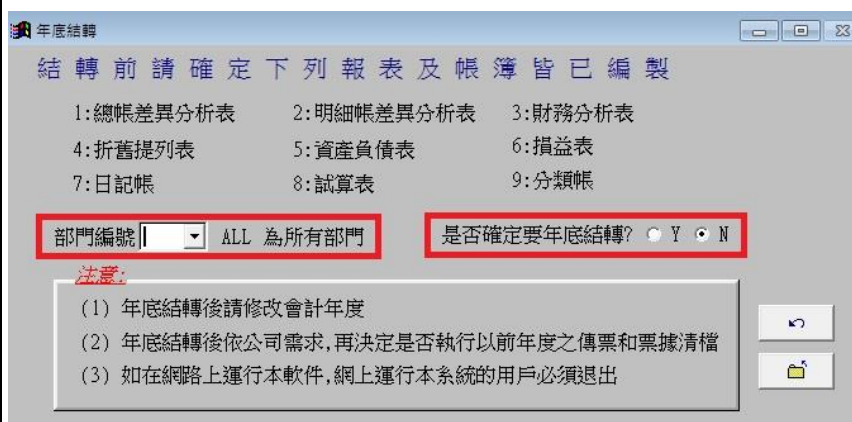 年底結轉
結轉前請確定下列報表及帳簿皆已編製
1:總帳差異分析表 2:明細帳差異分析表 3:財務分析表
4:折舊提列表 5:資產負債表 6:損益表
7:日記帳 8:試算表 9:分類帳
部門編號 ALL 為所有部門 是否確定要年底結轉? Y N
注意:
(1) 年底結轉後請修改會計年度
(2) 年底結轉後依公司需求,再決定是否執行以前年度之傳票和票據清檔
(3) 如在網路上運行本軟件,網上運行本系統的用戶必須退出